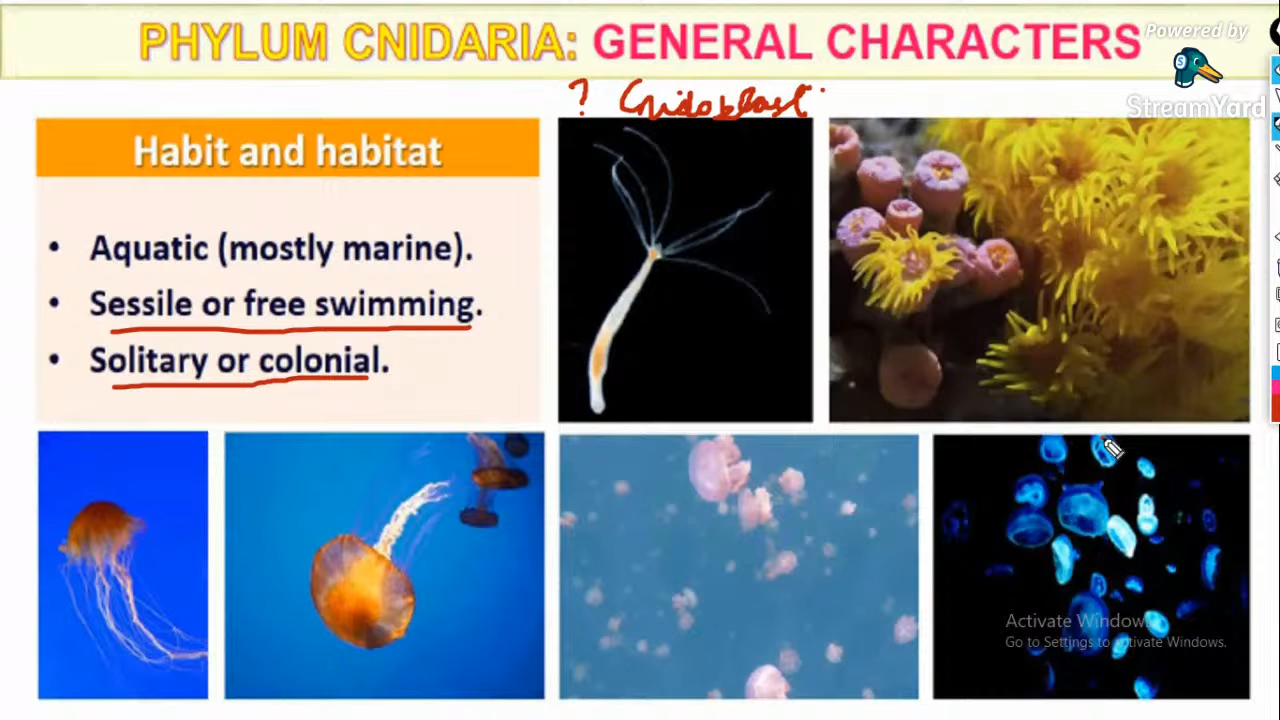 PHYLUM CNIDARIA: GENERAL CHARACTERS
Powered by
StreamYard
? Cnidoblast
Habit and habitat
• Aquatic (mostly marine).
• Sessile or free swimming.
• Solitary or colonial.
Activate Windows
Go to Settings to activate Windows.